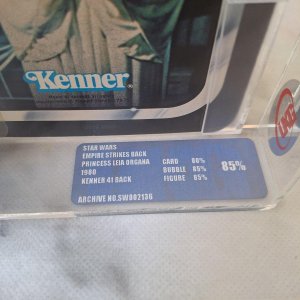 Kenner
STAR WARS
EMPIRE STRIKES BACK
PRINCESS LEIA ORGANA
1980
KENNER 41 BACK
CARD 80%
BUBBLE 85%
FIGURE 85%
85%
ARCHIVE NO.SW002136